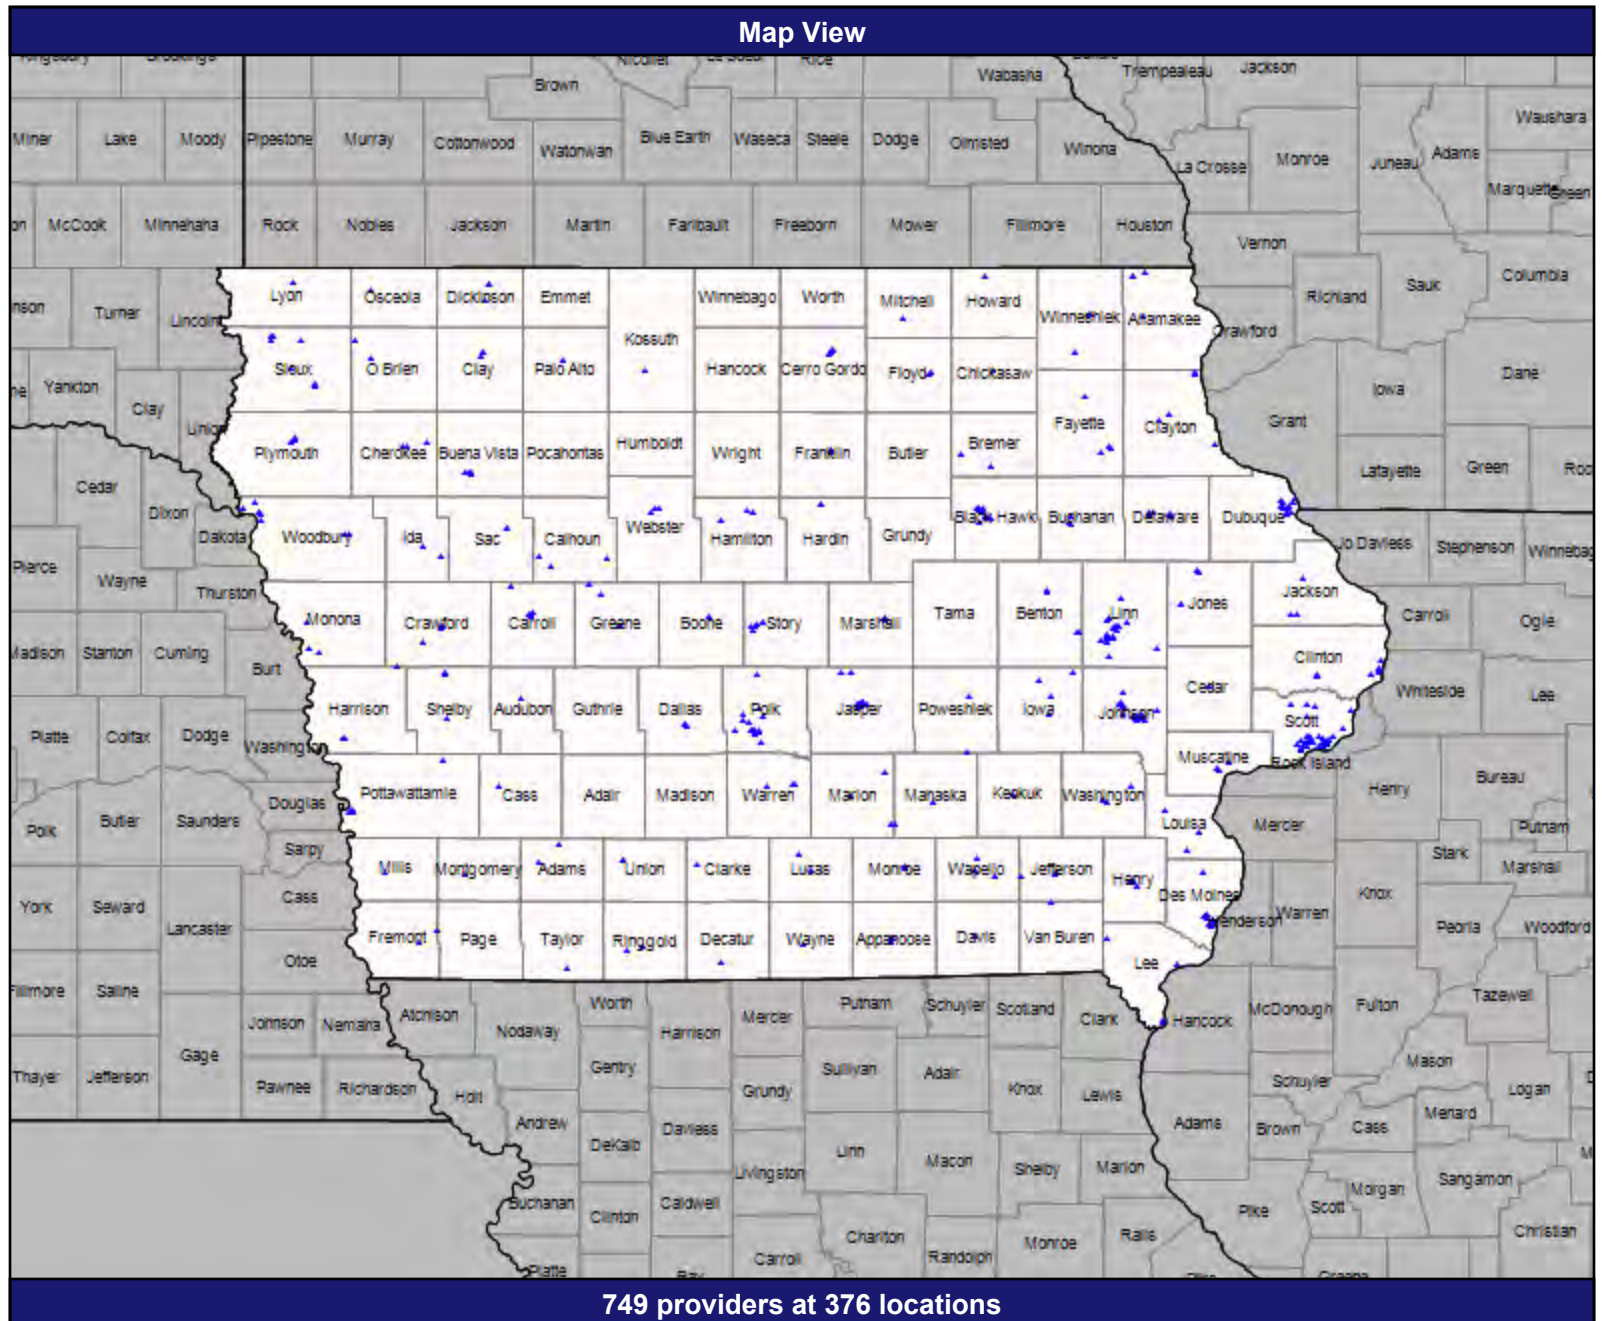 Map View
Kingsbury Brookings Nicollet Le Sueur Rice Wabasha Trempealeau Jackson
Brown Waushara
Miner Lake Moody Pipestone Murray Cottonwood Watonwan Blue Earth Waseca Steele Dodge Olmsted Winona La Crosse Monroe Juneau Adams
Marquette Green
McCook Minnehaha Rock Nobles Jackson Martin Faribault Freeborn Mower Fillmore Houston Vernon
Columbia
Turner Lincoln Lyon Osceola Dickinson Emmet Winnebago Worth Mitchell Howard Winneshiek Allamakee Crawford Richland Sauk
Kossuth
Yankton Clay Union Sioux O Brien Clay Palo Alto Hancock Cerro Gordo Floyd Chickasaw Iowa Dane
Fayette Clayton Grant
Plymouth Cherokee Buena Vista Pocahontas Humboldt Wright Franklin Butler Bremer Lafayette Green
Cedar Dixon Dakota
Woodbury Ida Sac Calhoun Webster Hamilton Hardin Grundy Black Hawk Buchanan Delaware Dubuque Jo Daviess Stephenson
Pierce Wayne Thurston
Monona Crawford Carroll Greene Boone Story Marshall Tama Benton Linn Jones Jackson Carroll Ogle
Madison Stanton Cuming Burt Clinton
Harrison Shelby Audubon Guthrie Dallas Polk Jasper Poweshiek Iowa Johnson Cedar Scott Whiteside Lee
Platte Colfax Dodge Washington
Muscatine Rock Island Henry Bureau
Pottawattamie Cass Adair Madison Warren Marion Mahaska Keokuk Washington Louisa Mercer
Polk Butler Saunders Douglas Sarpy Putnam
Stark Marshall
Mills Montgomery Adams Union Clarke Lucas Monroe Wapello Jefferson Henry Des Moines Knox
York Seward Lancaster Cass Henderson Warren Peoria Woodford
Fremont Page Taylor Ringgold Decatur Wayne Appanoose Davis Van Buren Lee
Otoe
Fillmore Saline Johnson Nemaha Atchison Nodaway Worth Harrison Mercer Putnam Schuyler Scotland Clark Hancock McDonough Fulton Tazewell
Gage
Thayer Jefferson Pawnee Richardson Holt Gentry Grundy Sullivan Adair Knox Lewis Schuyler Mason Logan
Andrew DeKalb Daviess Adams Brown Cass Menard
Livingston Linn Macon Shelby Marion Sangamon
Buchanan Clinton Caldwell Pike Scott Morgan
Platte Ray Carroll Chariton Randolph Monroe Ralls Christian
749 providers at 376 locations